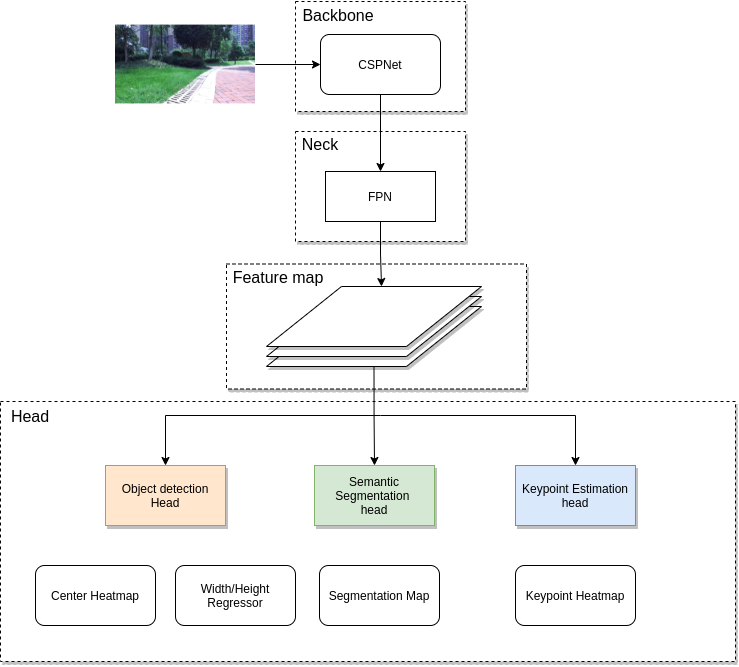 Backbone
CSPNet
Neck
FPN
Feature map
Head
Object detection
Head
Semantic
Segmentation
head
Keypoint Estimation
head
Center Heatmap
Width/Height
Regressor
Segmentation Map
Keypoint Heatmap